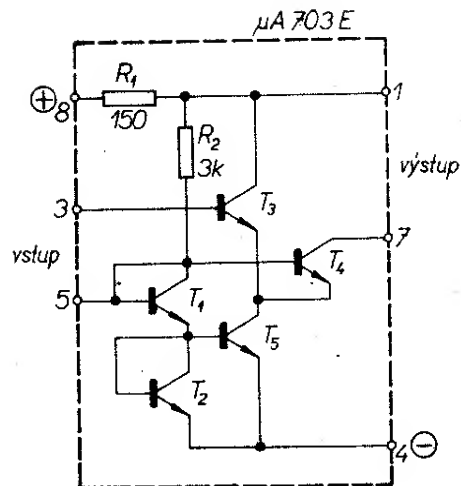 μA 703 E
R₁
150
⊕
8
1
R₂
3k
výstup
3
T₃
7
vstup
T₄
5
T₁
T₅
T₂
4
⊖